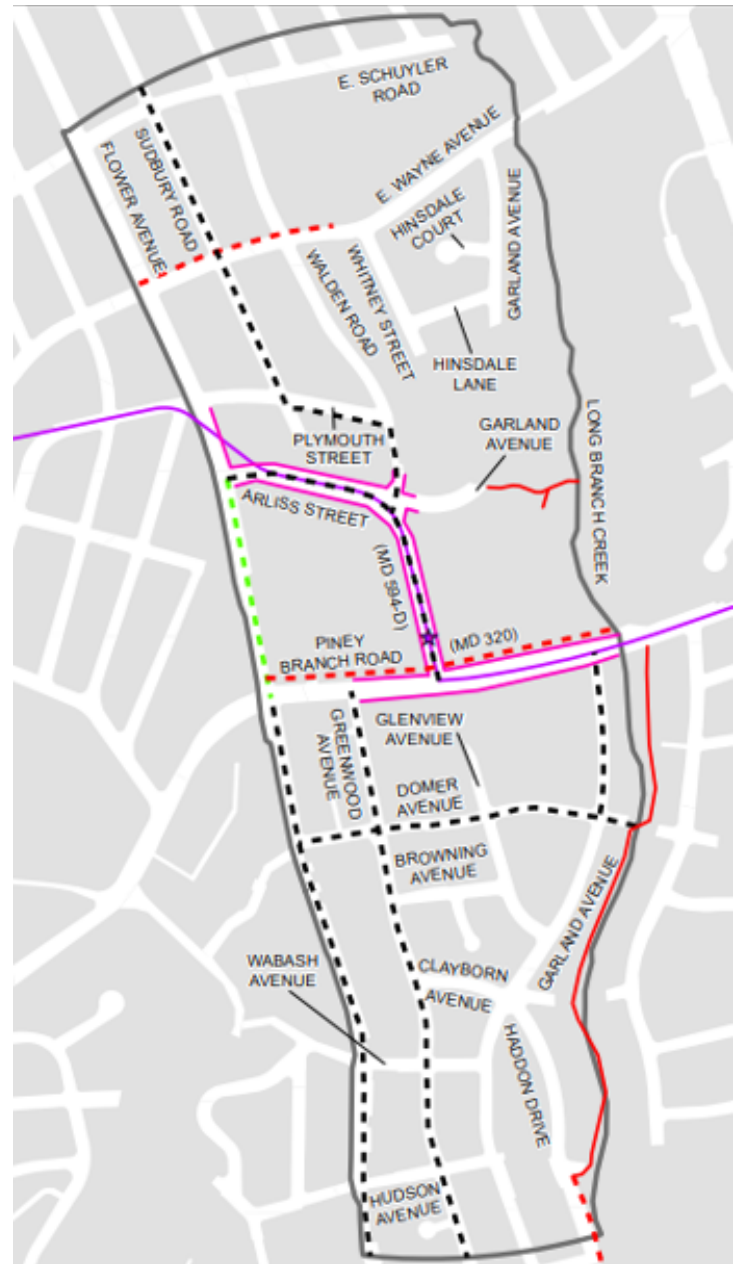 E. SCHUYLER
ROAD
SUDBURY ROAD
FLOWER AVENUE
E. WAYNE AVENUE
HINSDALE
COURT
GARLAND AVENUE
WALDEN ROAD
WHITNEY STREET
HINSDALE
LANE
PLYMOUTH
STREET
GARLAND
AVENUE
LONG BRANCH CREEK
ARLISS STREET
(MD 594-D)
PINEY
BRANCH ROAD
(MD 320)
GREENWOOD
AVENUE
GLENVIEW
AVENUE
DOMER
AVENUE
BROWNING
AVENUE
GARLAND AVENUE
WABASH
AVENUE
CLAYBORN
AVENUE
HADDON DRIVE
HUDSON
AVENUE